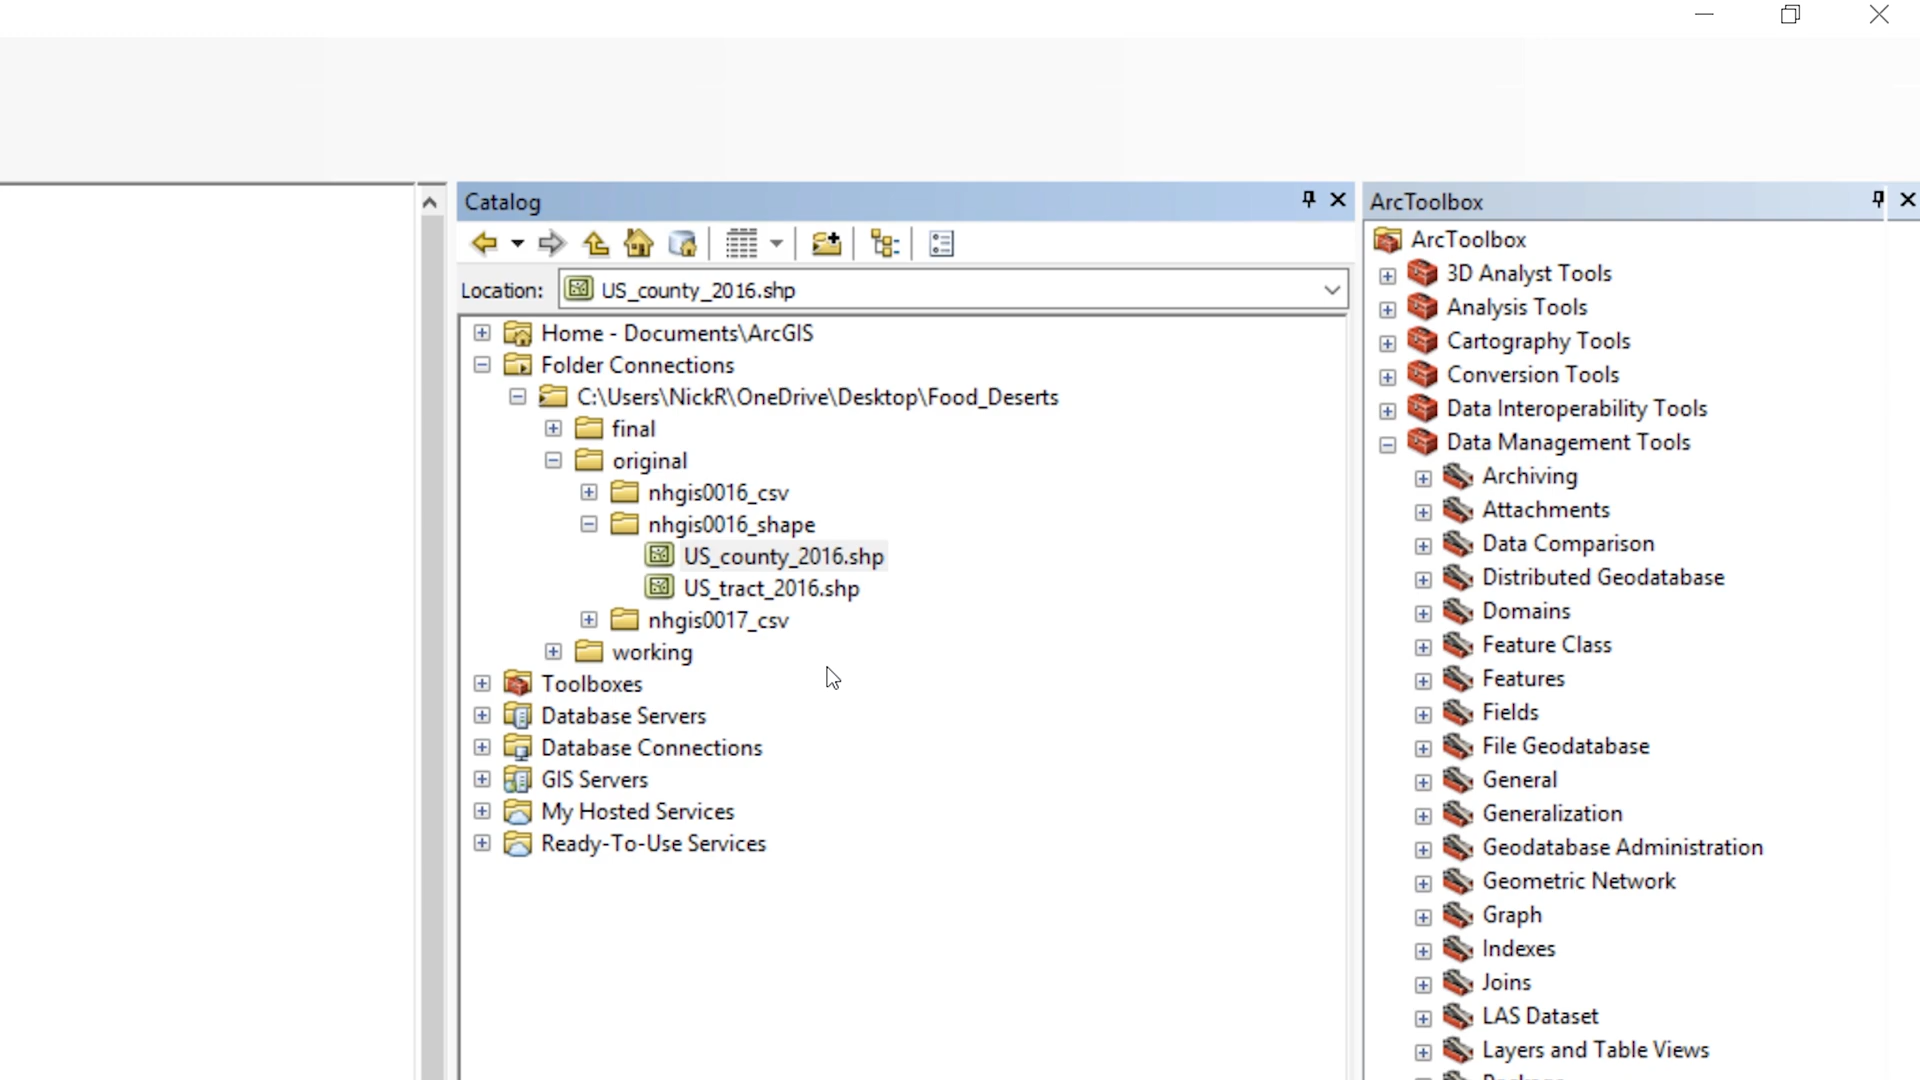 Catalog
Location: US_county_2016.shp
Home - Documents\ArcGIS
Folder Connections
C:\Users\NickR\OneDrive\Desktop\Food_Deserts
final
original
nhgis0016_csv
nhgis0016_shape
US_county_2016.shp
US_tract_2016.shp
nhgis0017_csv
working
Toolboxes
Database Servers
Database Connections
GIS Servers
My Hosted Services
Ready-To-Use Services
ArcToolbox
ArcToolbox
3D Analyst Tools
Analysis Tools
Cartography Tools
Conversion Tools
Data Interoperability Tools
Data Management Tools
Archiving
Attachments
Data Comparison
Distributed Geodatabase
Domains
Feature Class
Features
Fields
File Geodatabase
General
Generalization
Geodatabase Administration
Geometric Network
Graph
Indexes
Joins
LAS Dataset
Layers and Table Views